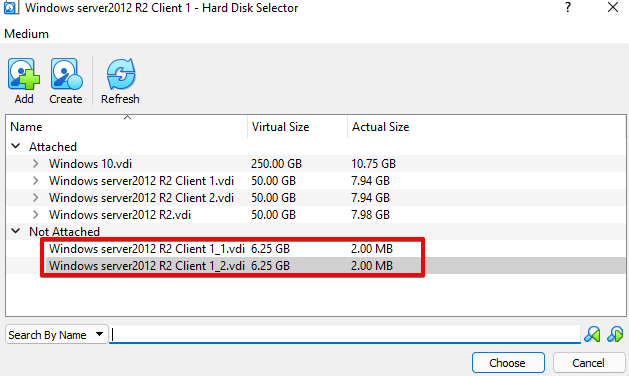 Windows server2012 R2 Client 1 - Hard Disk Selector ? ×
Medium
Add Create Refresh
Name Virtual Size Actual Size
Attached
Windows 10.vdi 250.00 GB 10.75 GB
Windows server2012 R2 Client 1.vdi 50.00 GB 7.94 GB
Windows server2012 R2 Client 2.vdi 50.00 GB 7.94 GB
Windows server2012 R2.vdi 50.00 GB 7.98 GB
Not Attached
Windows server2012 R2 Client 1_1.vdi 6.25 GB 2.00 MB
Windows server2012 R2 Client 1_2.vdi 6.25 GB 2.00 MB
Search By Name
Choose Cancel